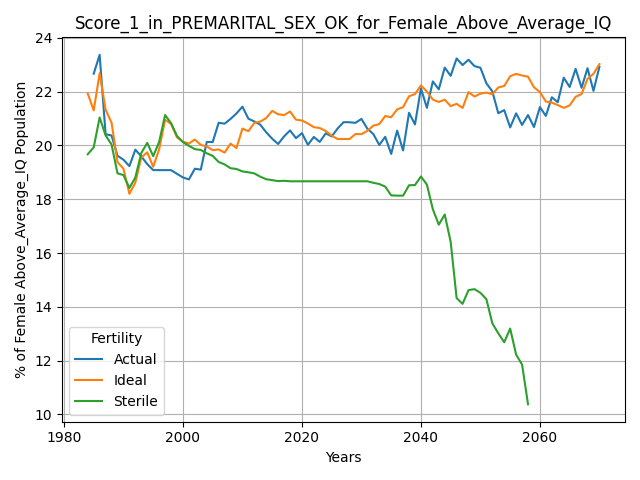 Score_1_in_PREMARITAL_SEX_OK_for_Female_Above_Average_IQ
% of Female Above_Average_IQ Population
24
22
20
18
16
14
12
10
Fertility
Actual
Ideal
Sterile
1980 2000 2020 2040 2060
Years